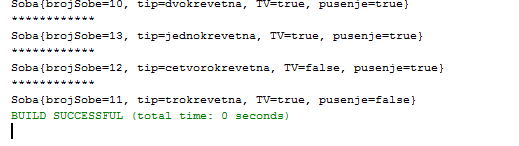 Soba{brojSobe=10, tip=dvokrevetna, TV=true, pusenje=true}
************
Soba{brojSobe=13, tip=jednokrevetna, TV=true, pusenje=true}
************
Soba{brojSobe=12, tip=cetvorokrevetna, TV=false, pusenje=true}
************
Soba{brojSobe=11, tip=trokrevetna, TV=true, pusenje=false}
BUILD SUCCESSFUL (total time: 0 seconds)